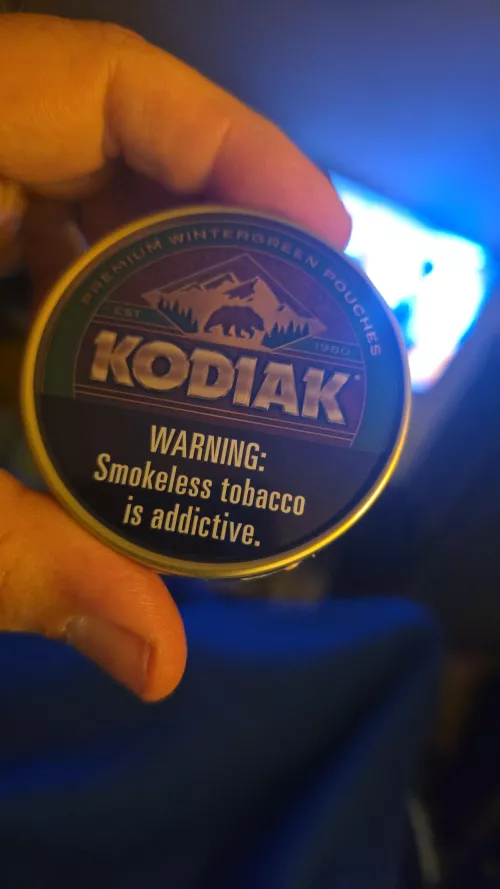 PREMIUM WINTERGREEN POUCHES
EST 1980
KODIAK
WARNING:
Smokeless tobacco
is addictive.